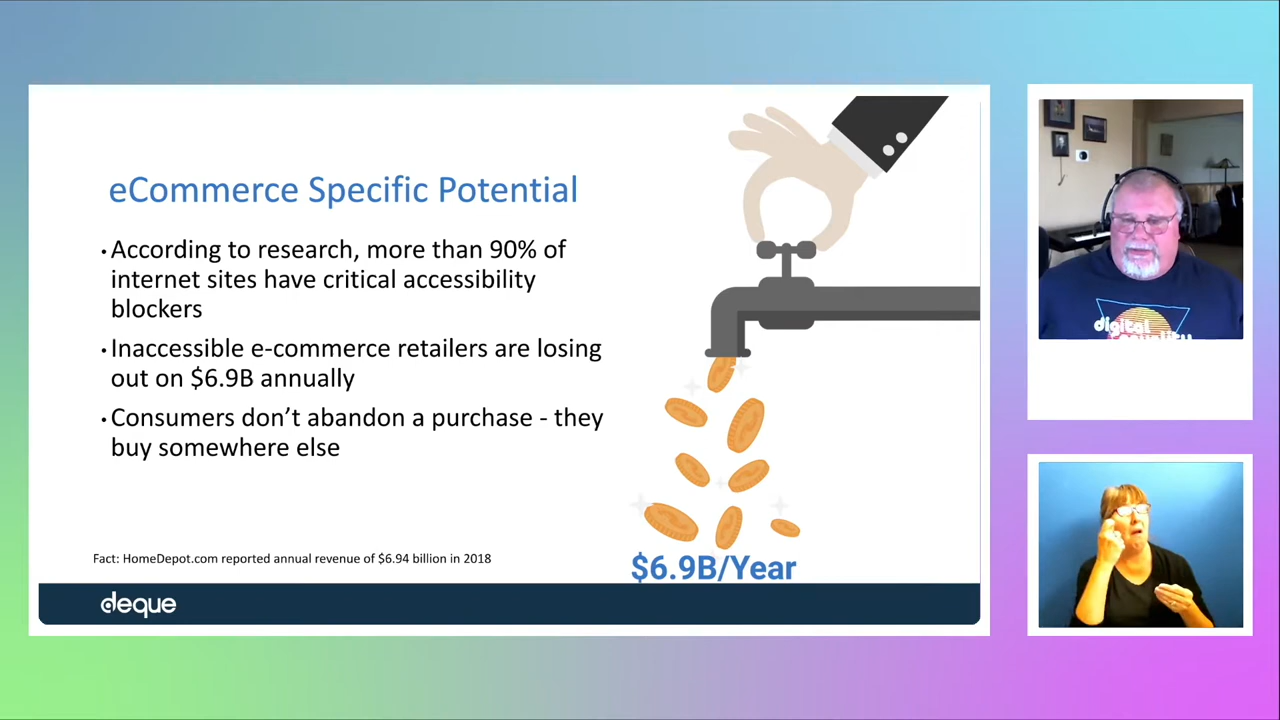 eCommerce Specific Potential
• According to research, more than 90% of
internet sites have critical accessibility
blockers
• Inaccessible e-commerce retailers are losing
out on $6.9B annually
• Consumers don’t abandon a purchase - they
buy somewhere else
Fact: HomeDepot.com reported annual revenue of $6.94 billion in 2018
$6.9B/Year
deque
digital